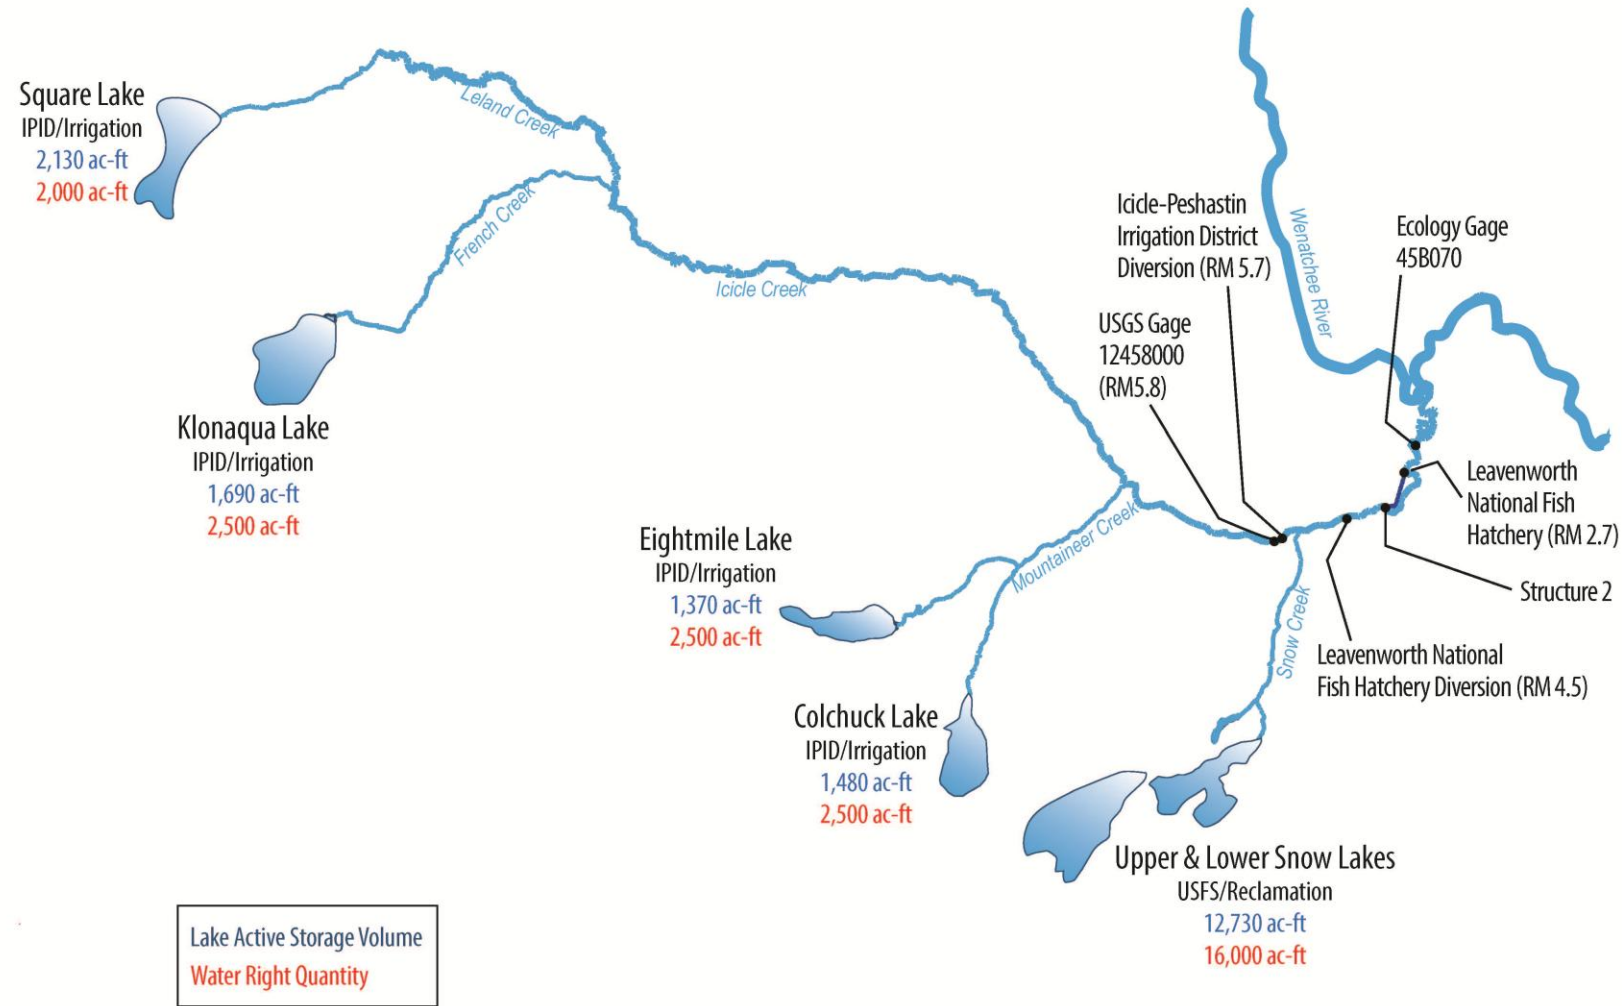 Square Lake
IPID/Irrigation
2,130 ac-ft
2,000 ac-ft
Leland Creek
French Creek
Klonaqua Lake
IPID/Irrigation
1,690 ac-ft
2,500 ac-ft
Icicle Creek
Eightmile Lake
IPID/Irrigation
1,370 ac-ft
2,500 ac-ft
Mountaineer Creek
Colchuck Lake
IPID/Irrigation
1,480 ac-ft
2,500 ac-ft
Snow Creek
Upper & Lower Snow Lakes
USFS/Reclamation
12,730 ac-ft
16,000 ac-ft
Icicle-Peshastin
Irrigation District
Diversion (RM 5.7)
USGS Gage
12458000
(RM5.8)
Wenatchee River
Ecology Gage
45B070
Leavenworth
National Fish
Hatchery (RM 2.7)
Structure 2
Leavenworth National
Fish Hatchery Diversion (RM 4.5)
Lake Active Storage Volume
Water Right Quantity